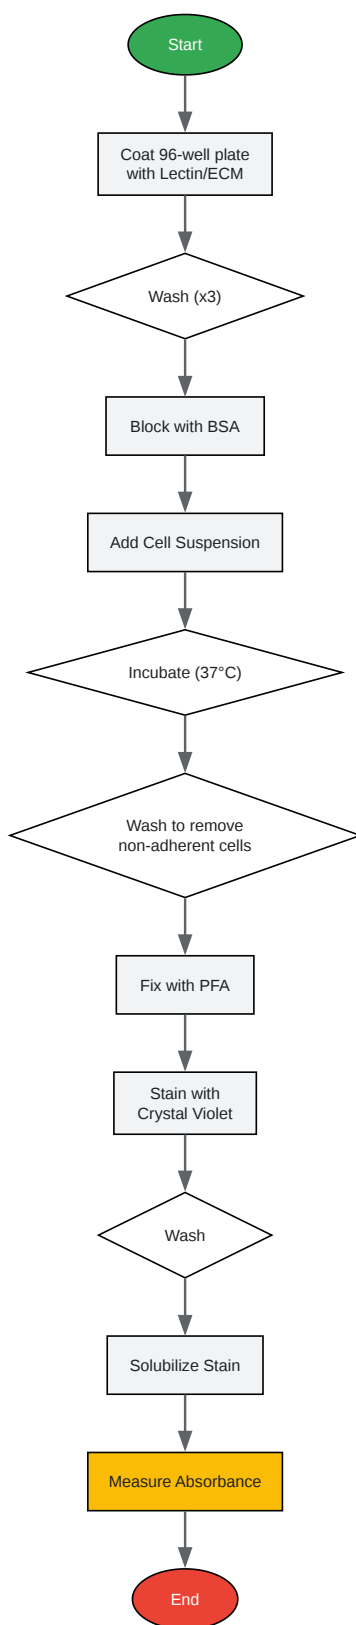 Start
Coat 96-well plate
with Lectin/ECM
Wash (x3)
Block with BSA
Add Cell Suspension
Incubate (37°C)
Wash to remove
non-adherent cells
Fix with PFA
Stain with
Crystal Violet
Wash
Solubilize Stain
Measure Absorbance
End